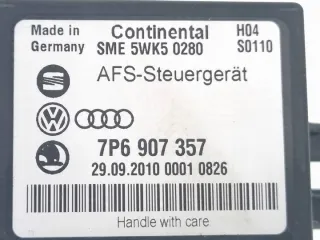 Made in Germany
Continental
SME 5WK5 0280
H04
S0110
AFS-Steuergerät
7P6 907 357
29.09.2010 0001 0826
Handle with care